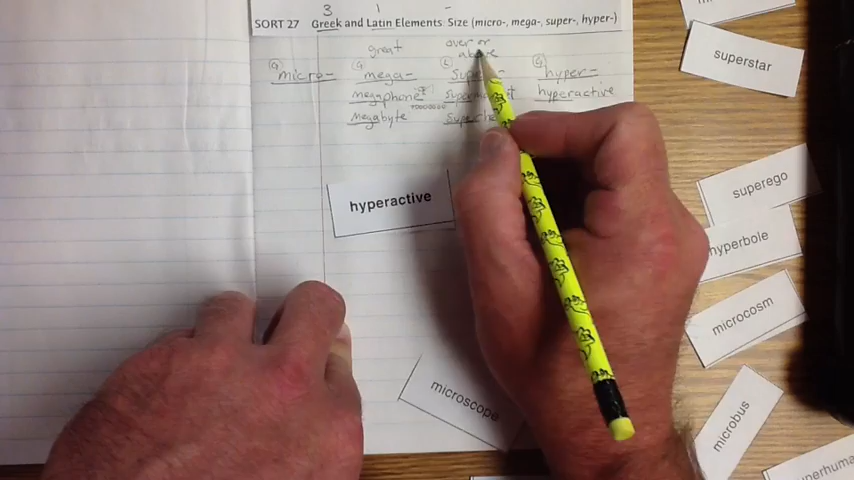 3 1 -
SORT 27 Greek and Latin Elements Size (micro-, mega-, super-, hyper-)
great over or above
(G) micro- (G) mega- (L) (G) hyper-
megaphone hyperactive
megabyte
hyperactive
microscope
superstar
superego
hyperbole
microcosm
microbus